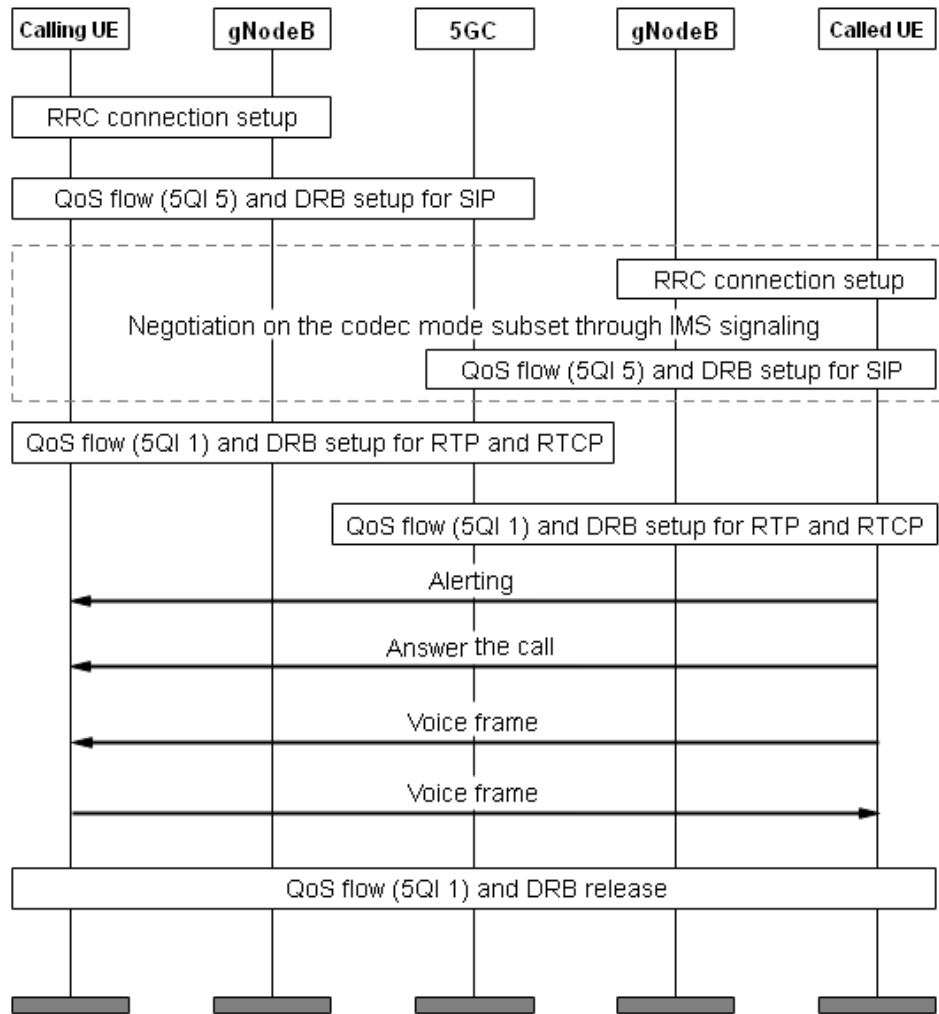 Calling UE
gNodeB
5GC
gNodeB
Called UE
RRC connection setup
QoS flow (5QI 5) and DRB setup for SIP
RRC connection setup
Negotiation on the codec mode subset through IMS signaling
QoS flow (5QI 5) and DRB setup for SIP
QoS flow (5QI 1) and DRB setup for RTP and RTCP
QoS flow (5QI 1) and DRB setup for RTP and RTCP
Alerting
Answer the call
Voice frame
Voice frame
QoS flow (5QI 1) and DRB release